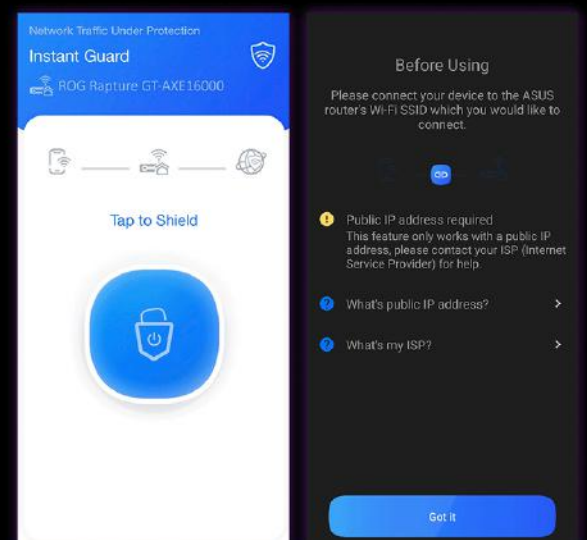 Network Traffic Under Protection
Instant Guard
ROG Rapture GT-AXE16000
Tap to Shield
Before Using
Please connect your device to the ASUS
router's Wi-Fi SSID which you would like to
connect.
Public IP address required
This feature only works with a public IP
address, please contact your ISP (Internet
Service Provider) for help.
What's public IP address?
What's my ISP?
Got it